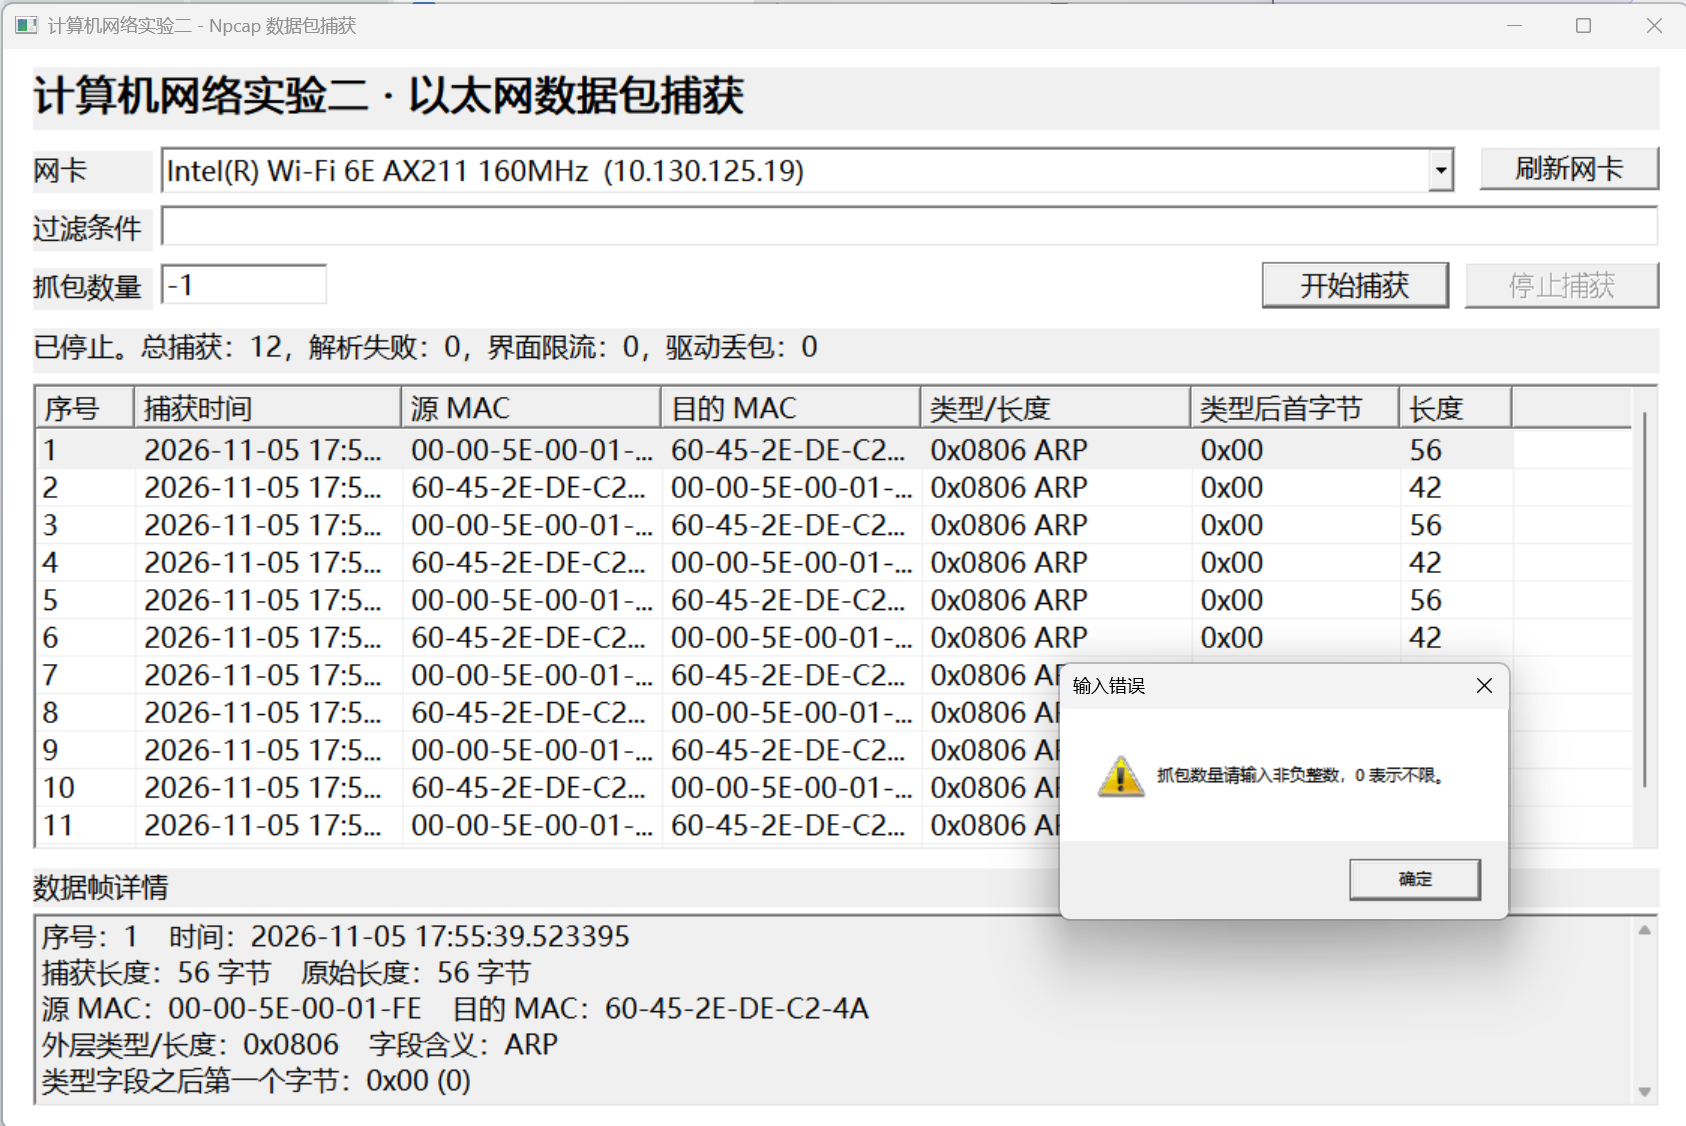 计算机网络实验二 - Npcap 数据包捕获
计算机网络实验二 · 以太网数据包捕获
网卡 Intel(R) Wi-Fi 6E AX211 160MHz (10.130.125.19) 刷新网卡
过滤条件
抓包数量 -1 开始捕获 停止捕获
已停止。总捕获：12，解析失败：0，界面限流：0，驱动丢包：0
序号 捕获时间 源 MAC 目的 MAC 类型/长度 类型后首字节 长度
1 2026-11-05 17:5... 00-00-5E-00-01-... 60-45-2E-DE-C2... 0x0806 ARP 0x00 56
2 2026-11-05 17:5... 60-45-2E-DE-C2... 00-00-5E-00-01-... 0x0806 ARP 0x00 42
3 2026-11-05 17:5... 00-00-5E-00-01-... 60-45-2E-DE-C2... 0x0806 ARP 0x00 56
4 2026-11-05 17:5... 60-45-2E-DE-C2... 00-00-5E-00-01-... 0x0806 ARP 0x00 42
5 2026-11-05 17:5... 00-00-5E-00-01-... 60-45-2E-DE-C2... 0x0806 ARP 0x00 56
6 2026-11-05 17:5... 60-45-2E-DE-C2... 00-00-5E-00-01-... 0x0806 ARP 0x00 42
7 2026-11-05 17:5... 00-00-5E-00-01-... 60-45-2E-DE-C2... 0x0806
8 2026-11-05 17:5... 60-45-2E-DE-C2... 00-00-5E-00-01-... 0x0806
9 2026-11-05 17:5... 00-00-5E-00-01-... 60-45-2E-DE-C2... 0x0806
10 2026-11-05 17:5... 60-45-2E-DE-C2... 00-00-5E-00-01-... 0x0806
11 2026-11-05 17:5... 00-00-5E-00-01-... 60-45-2E-DE-C2... 0x0806
输入错误
抓包数量请输入非负整数，0 表示不限。
确定
数据帧详情
序号：1 时间：2026-11-05 17:55:39.523395
捕获长度：56 字节 原始长度：56 字节
源 MAC：00-00-5E-00-01-FE 目的 MAC：60-45-2E-DE-C2-4A
外层类型/长度：0x0806 字段含义：ARP
类型字段之后第一个字节：0x00 (0)